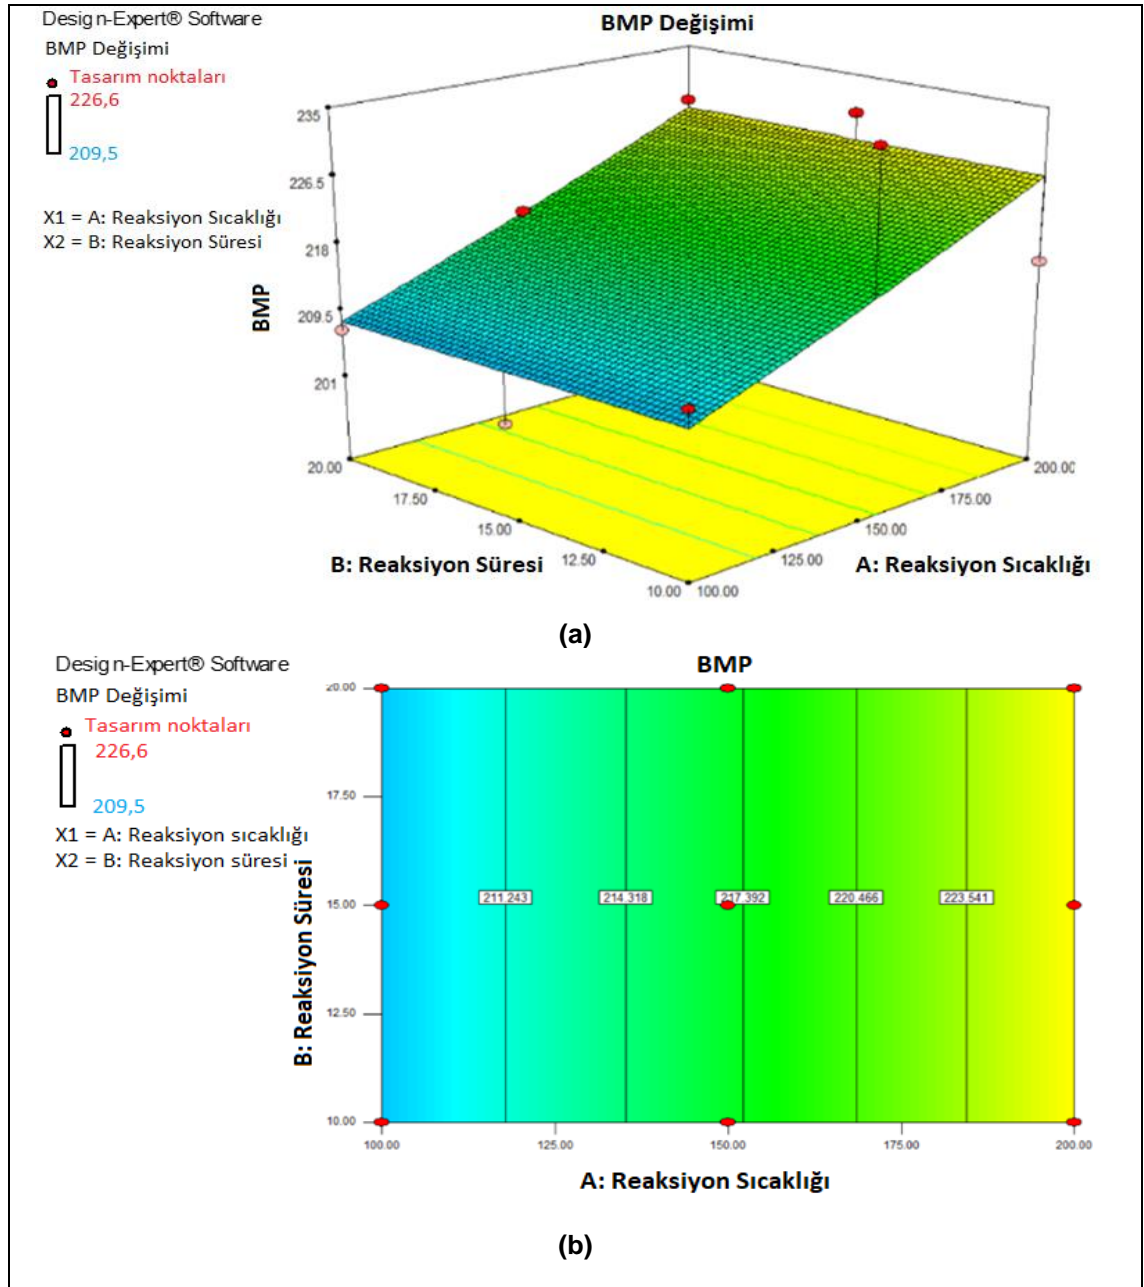 Design-Expert® Software
BMP Değişimi
Tasarım noktaları
226,6
209,5
X1 = A: Reaksiyon Sıcaklığı
X2 = B: Reaksiyon Süresi
BMP Değişimi
235
226.5
218
209.5
201
BMP
20.00
17.50
15.00
12.50
10.00
100.00
125.00
150.00
175.00
200.00
B: Reaksiyon Süresi
A: Reaksiyon Sıcaklığı
(a)
Design-Expert® Software
BMP Değişimi
Tasarım noktaları
226,6
209,5
X1 = A: Reaksiyon sıcaklığı
X2 = B: Reaksiyon süresi
BMP
20.00
17.50
15.00
12.50
10.00
B: Reaksiyon Süresi
211.243
214.318
217.392
220.466
223.541
100.00
125.00
150.00
175.00
200.00
A: Reaksiyon Sıcaklığı
(b)